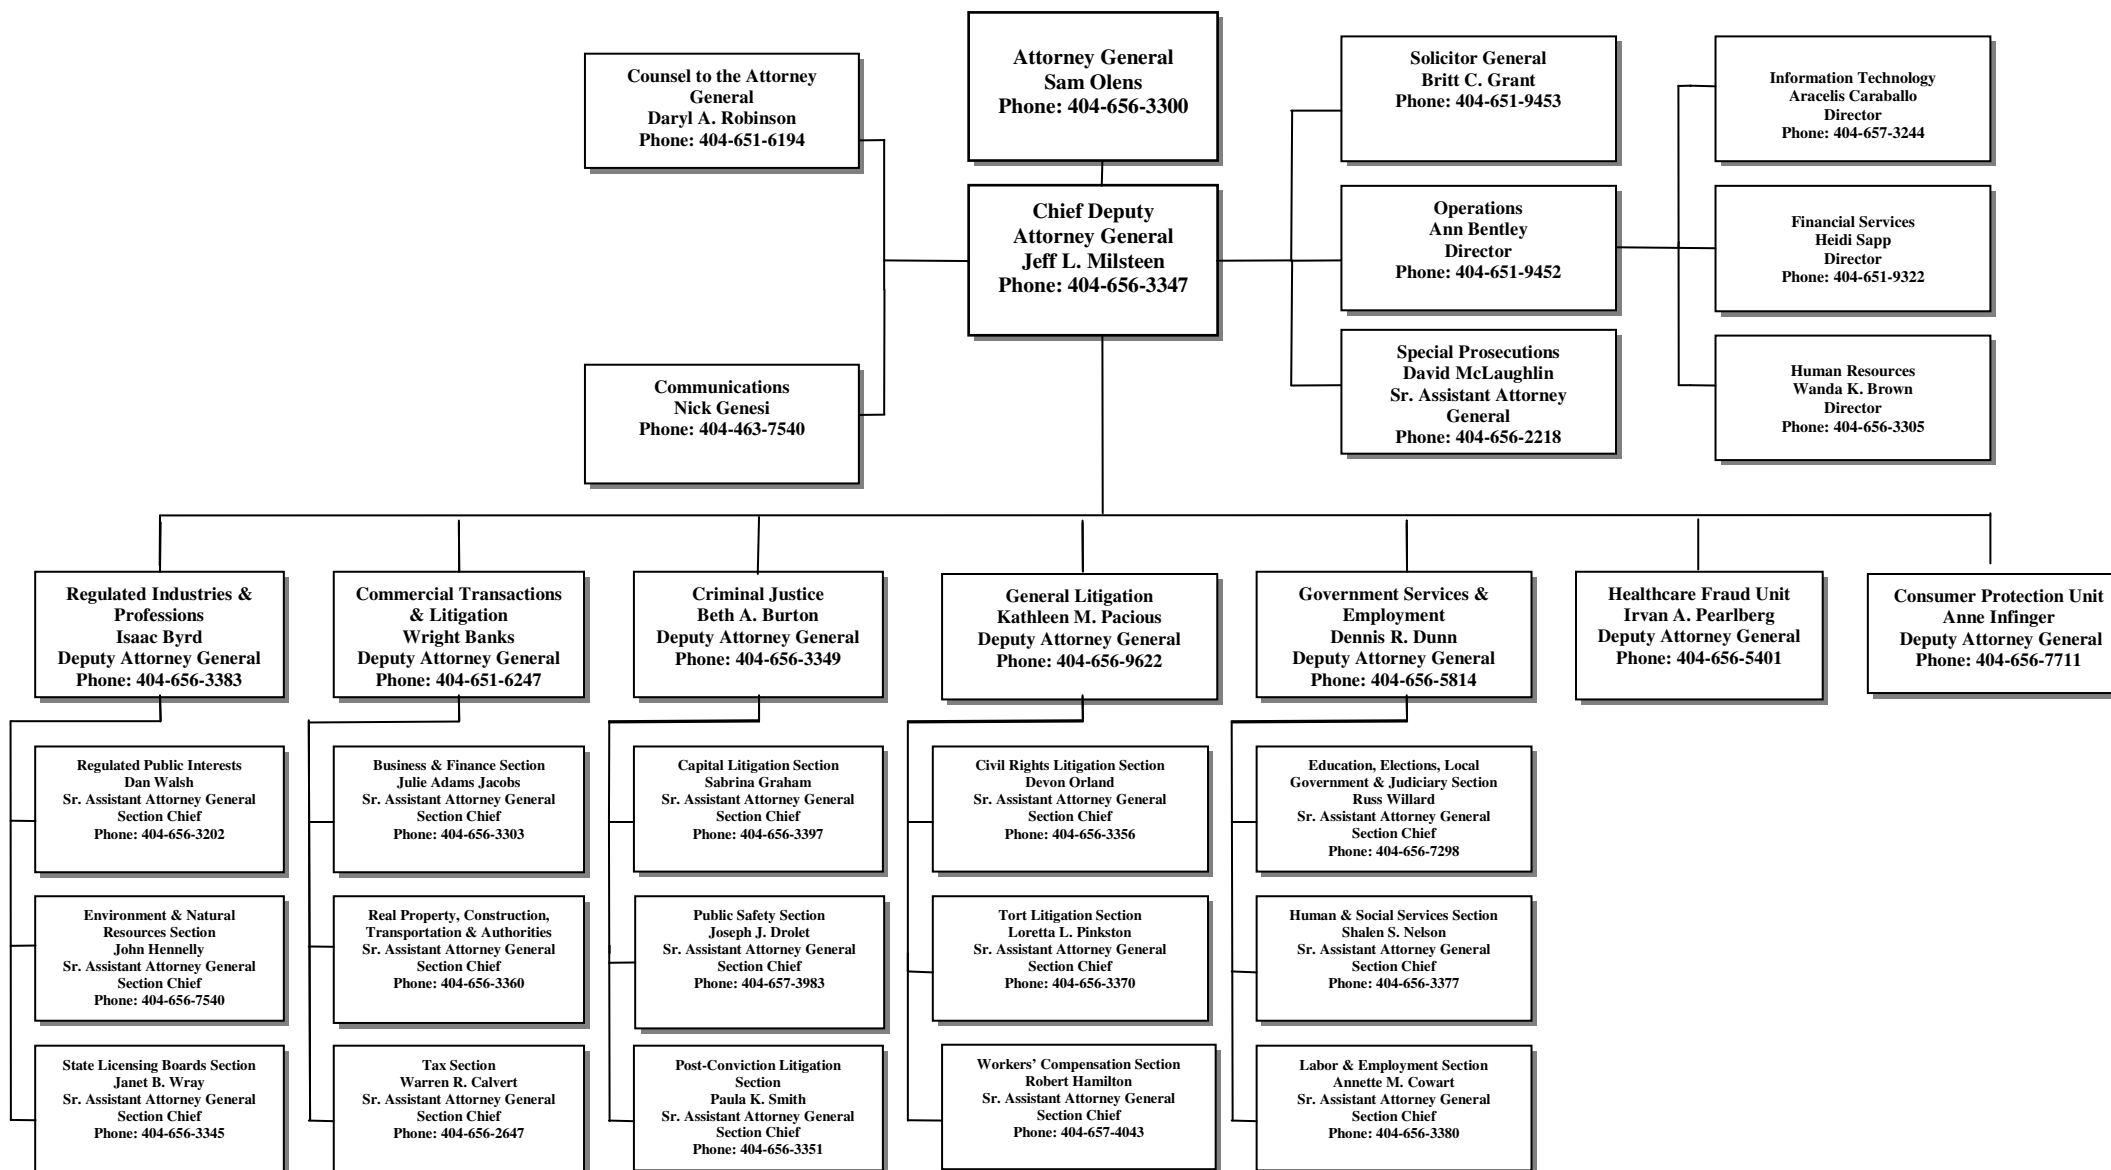 Attorney General
Sam Olens
Phone: 404-656-3300
Counsel to the Attorney
General
Daryl A. Robinson
Phone: 404-651-6194
Solicitor General
Britt C. Grant
Phone: 404-651-9453
Information Technology
Aracelis Caraballo
Director
Phone: 404-657-3244
Chief Deputy
Attorney General
Jeff L. Milsteen
Phone: 404-656-3347
Operations
Ann Bentley
Director
Phone: 404-651-9452
Financial Services
Heidi Sapp
Director
Phone: 404-651-9322
Communications
Nick Genesi
Phone: 404-463-7540
Special Prosecutions
David McLaughlin
Sr. Assistant Attorney
General
Phone: 404-656-2218
Human Resources
Wanda K. Brown
Director
Phone: 404-656-3305
Regulated Industries &
Professions
Isaac Byrd
Deputy Attorney General
Phone: 404-656-3383
Commercial Transactions
& Litigation
Wright Banks
Deputy Attorney General
Phone: 404-651-6247
Criminal Justice
Beth A. Burton
Deputy Attorney General
Phone: 404-656-3349
General Litigation
Kathleen M. Pacious
Deputy Attorney General
Phone: 404-656-9622
Government Services &
Employment
Dennis R. Dunn
Deputy Attorney General
Phone: 404-656-5814
Healthcare Fraud Unit
Irvan A. Pearlberg
Deputy Attorney General
Phone: 404-656-5401
Consumer Protection Unit
Anne Infinger
Deputy Attorney General
Phone: 404-656-7711
Regulated Public Interests
Dan Walsh
Sr. Assistant Attorney General
Section Chief
Phone: 404-656-3202
Business & Finance Section
Julie Adams Jacobs
Sr. Assistant Attorney General
Section Chief
Phone: 404-656-3303
Capital Litigation Section
Sabrina Graham
Sr. Assistant Attorney General
Section Chief
Phone: 404-656-3397
Civil Rights Litigation Section
Devon Orland
Sr. Assistant Attorney General
Section Chief
Phone: 404-656-3356
Education, Elections, Local
Government & Judiciary Section
Russ Willard
Sr. Assistant Attorney General
Section Chief
Phone: 404-656-7298
Environment & Natural
Resources Section
John Hennelly
Sr. Assistant Attorney General
Section Chief
Phone: 404-656-7540
Real Property, Construction,
Transportation & Authorities
Sr. Assistant Attorney General
Section Chief
Phone: 404-656-3360
Public Safety Section
Joseph J. Drolet
Sr. Assistant Attorney General
Section Chief
Phone: 404-657-3983
Tort Litigation Section
Loretta L. Pinkston
Sr. Assistant Attorney General
Section Chief
Phone: 404-656-3370
Human & Social Services Section
Shalen S. Nelson
Sr. Assistant Attorney General
Section Chief
Phone: 404-656-3377
State Licensing Boards Section
Janet B. Wray
Sr. Assistant Attorney General
Section Chief
Phone: 404-656-3345
Tax Section
Warren R. Calvert
Sr. Assistant Attorney General
Section Chief
Phone: 404-656-2647
Post-Conviction Litigation
Section
Paula K. Smith
Sr. Assistant Attorney General
Section Chief
Phone: 404-656-3351
Workers’ Compensation Section
Robert Hamilton
Sr. Assistant Attorney General
Section Chief
Phone: 404-657-4043
Labor & Employment Section
Annette M. Cowart
Sr. Assistant Attorney General
Section Chief
Phone: 404-656-3380